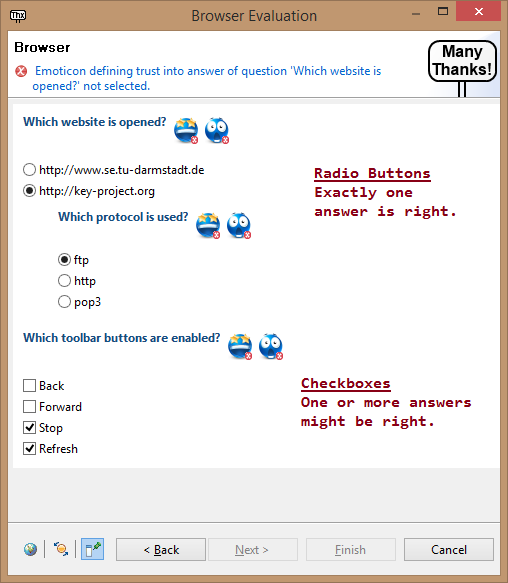 Thx
Browser Evaluation
Browser
Many
Thanks!
Emoticon defining trust into answer of question 'Which website is
opened?' not selected.
Which website is opened?
http://www.se.tu-darmstadt.de
http://key-project.org
Radio Buttons
Exactly one
answer is right.
Which protocol is used?
ftp
http
pop3
Which toolbar buttons are enabled?
Back
Forward
Stop
Refresh
Checkboxes
One or more answers
might be right.
< Back
Next >
Finish
Cancel